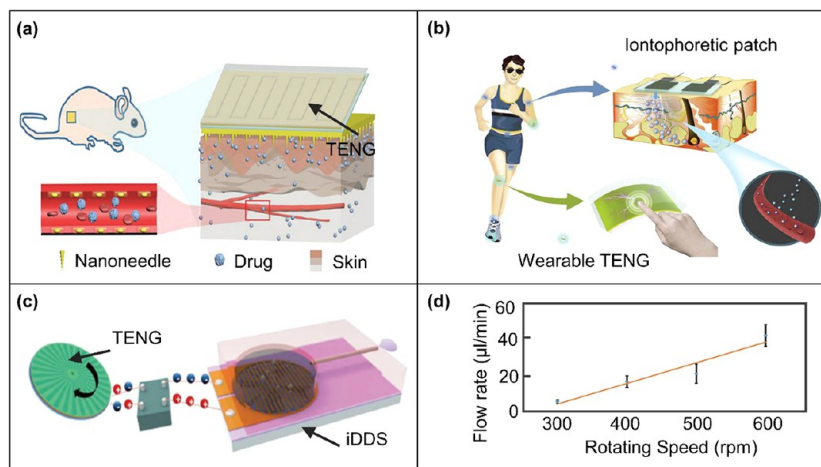 (a)
TENG
Nanoneedle
Drug
Skin
(b)
Iontophoretic patch
Wearable TENG
(c)
TENG
iDDS
(d)
Flow rate (µl/min)
60
40
20
0
300
400
500
600
Rotating Speed (rpm)